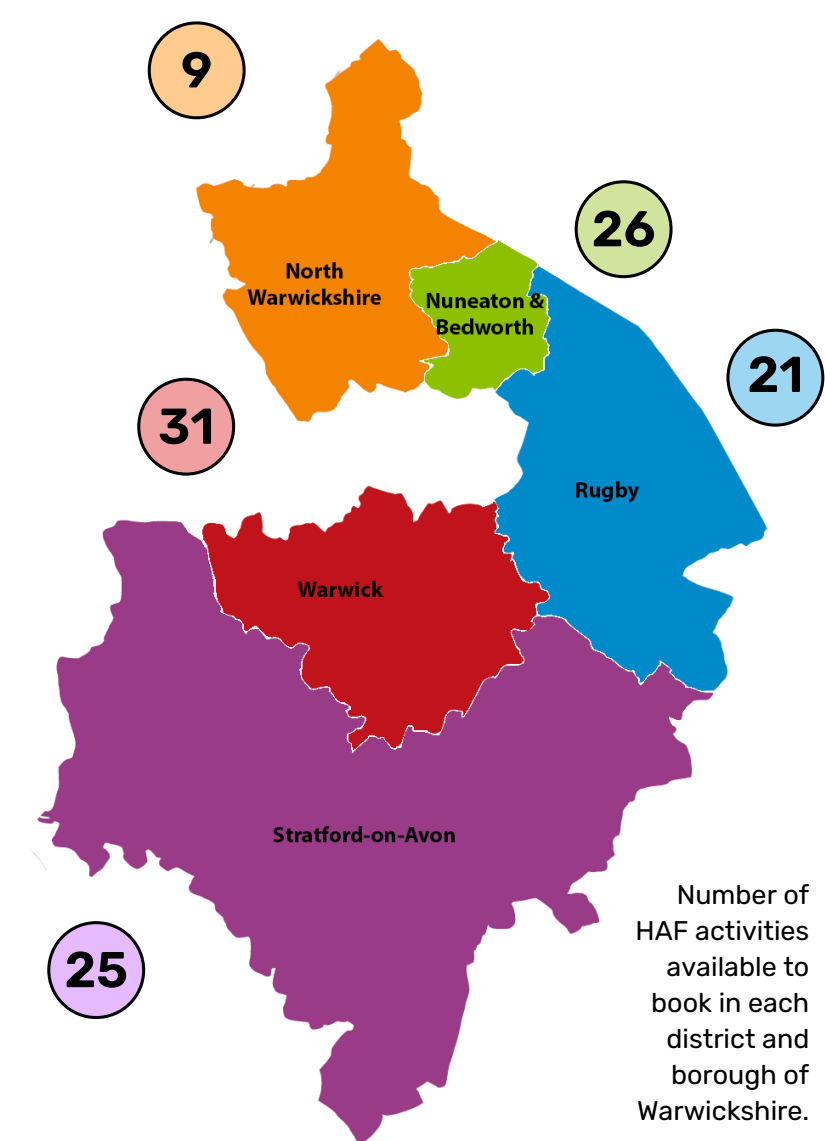 9
26
North
Warwickshire
Nuneaton &
Bedworth
21
31
Rugby
Warwick
Stratford-on-Avon
25
Number of
HAF activities
available to
book in each
district and
borough of
Warwickshire.